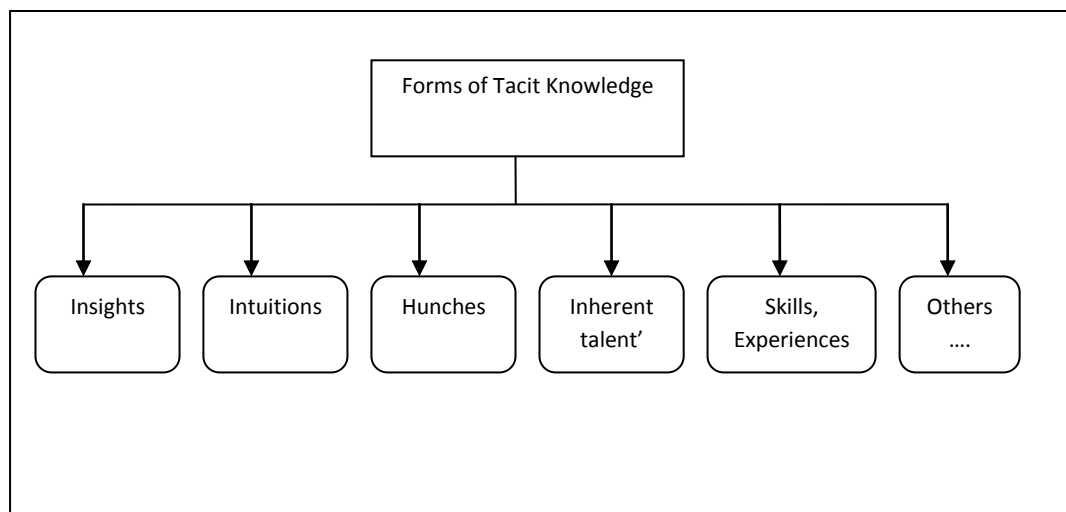 Forms of Tacit Knowledge
Insights
Intuitions
Hunches
Inherent
talent’
Skills,
Experiences
Others
….